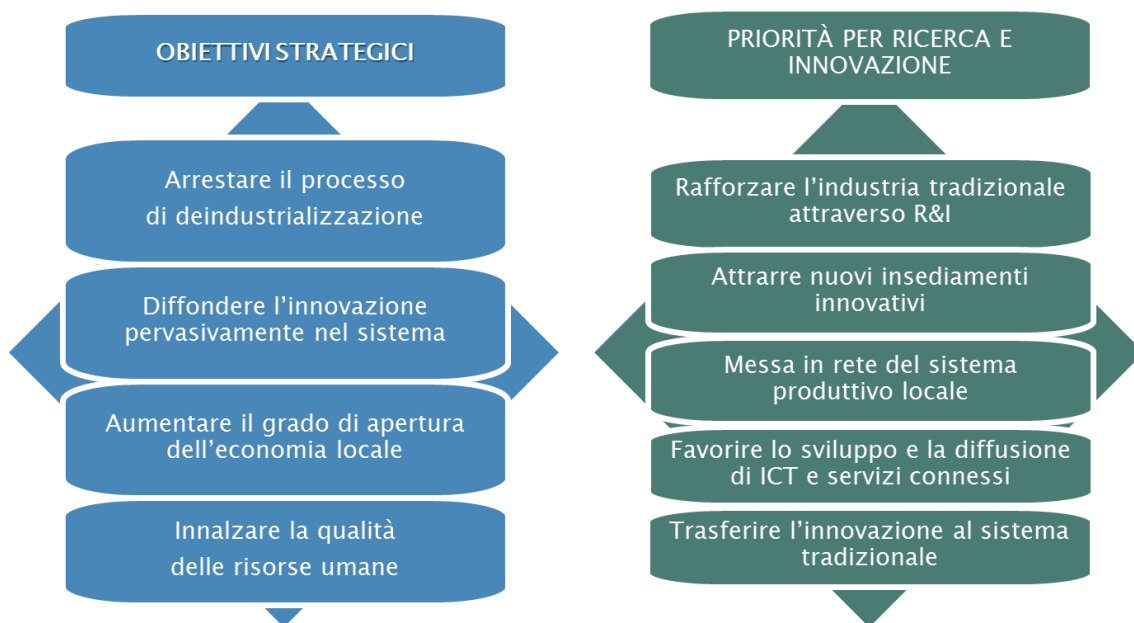 OBIETTIVI STRATEGICI
Arrestare il processo
di deindustrializzazione
Diffondere l'innovazione
pervasivamente nel sistema
Aumentare il grado di apertura
dell'economia locale
Innalzare la qualità
delle risorse umane
PRIORITÀ PER RICERCA E
INNOVAZIONE
Rafforzare l'industria tradizionale
attraverso R&I
Attrarre nuovi insediamenti
innovativi
Messa in rete del sistema
produttivo locale
Favorire lo sviluppo e la diffusione
di ICT e servizi connessi
Trasferire l'innovazione al sistema
tradizionale